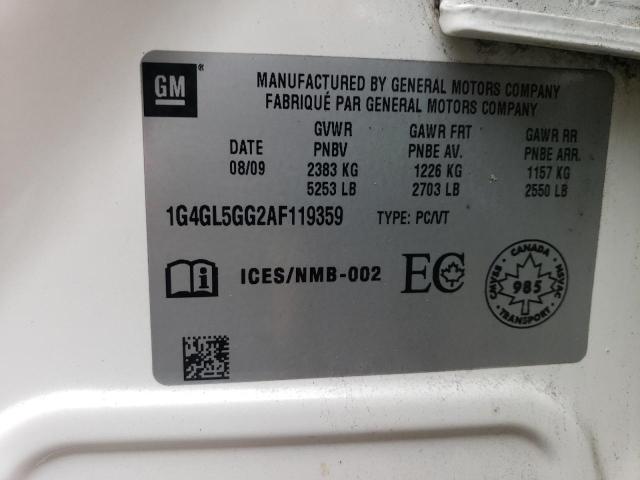 GM®
MANUFACTURED BY GENERAL MOTORS COMPANY
FABRIQUÉ PAR GENERAL MOTORS COMPANY
GVWR GAWR FRT GAWR RR
DATE PNBV PNBE AV. PNBE ARR.
08/09 2383 KG 1226 KG 1157 KG
5253 LB 2703 LB 2550 LB
1G4GL5GG2AF119359 TYPE: PC/VT
i ICES/NMB-002 EC
CANADA
CMVSS NSVAC
985
TRANSPORT